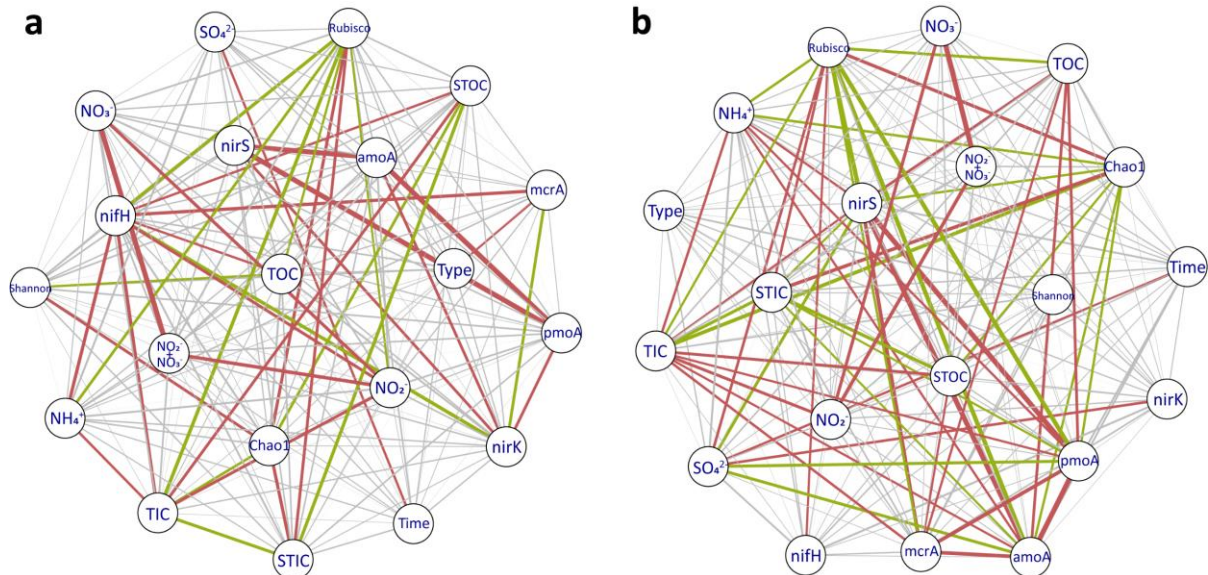 a
SO₄²⁻
Rubisco
STOC
NO₃⁻
nirS
amoA
mcrA
nifH
TOC
Type
Shannon
pmoA
NO₂⁻
+
NO₃⁻
NO₂⁻
NH₄⁺
Chao1
nirK
TIC
Time
STIC
b
NO₃⁻
Rubisco
TOC
NH₄⁺
NO₂⁻
+
NO₃⁻
Chao1
Type
nirS
Time
STIC
Shannon
TIC
STOC
nirK
NO₂⁻
SO₄²⁻
pmoA
nifH
mcrA
amoA